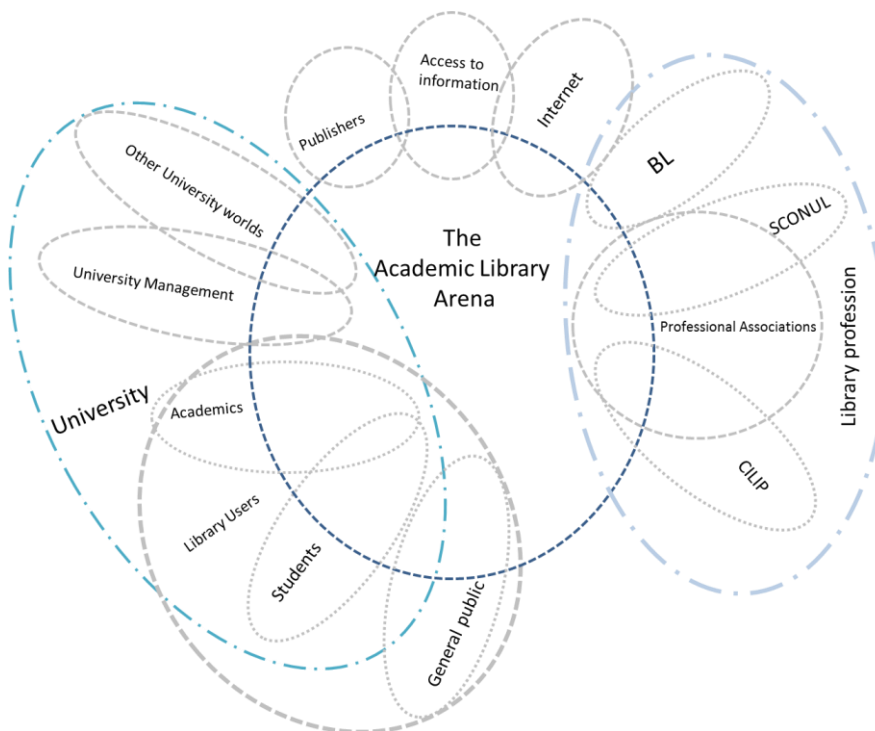 Access to
information
Publishers
Internet
Other University worlds
BL
SCONUL
The
Academic Library
Arena
University Management
Professional Associations
Library profession
University
Academics
CILIP
Library Users
Students
General public